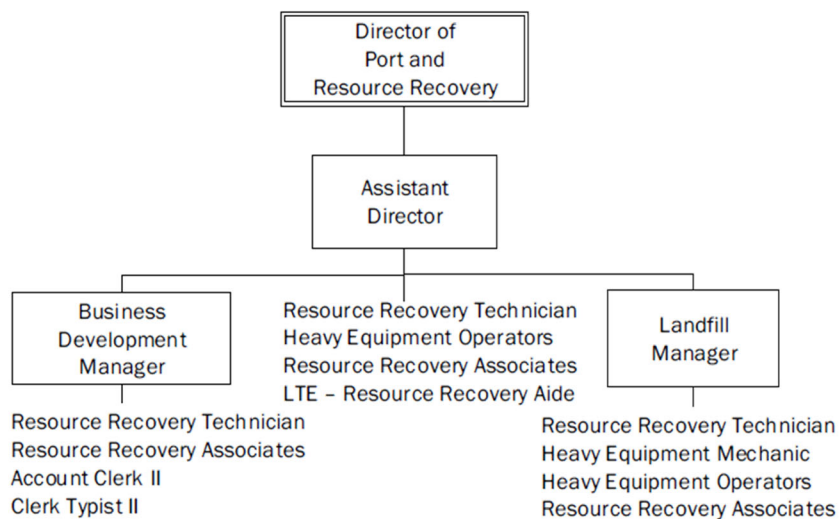 Director of
Port and
Resource Recovery
Assistant
Director
Business
Development
Manager
Resource Recovery Technician
Resource Recovery Associates
Account Clerk II
Clerk Typist II
Resource Recovery Technician
Heavy Equipment Operators
Resource Recovery Associates
LTE – Resource Recovery Aide
Landfill
Manager
Resource Recovery Technician
Heavy Equipment Mechanic
Heavy Equipment Operators
Resource Recovery Associates